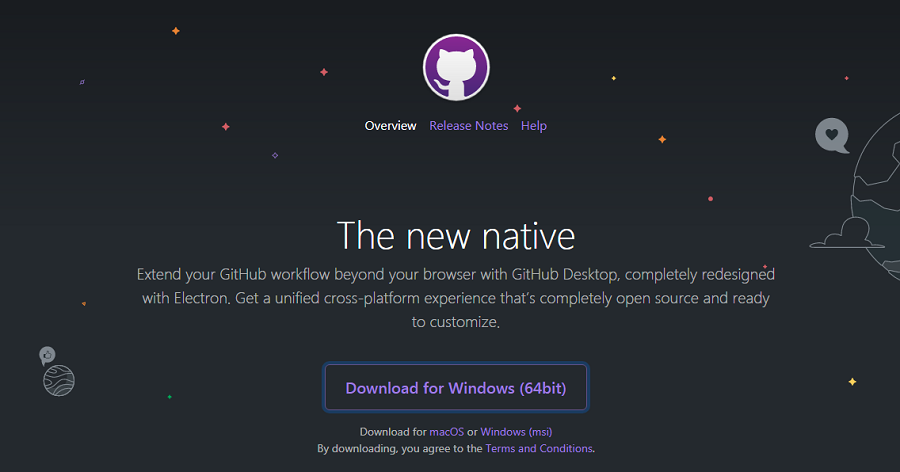 Overview Release Notes Help
The new native
Extend your GitHub workflow beyond your browser with GitHub Desktop, completely redesigned
with Electron. Get a unified cross-platform experience that's completely open source and ready
to customize.
Download for Windows (64bit)
Download for macOS or Windows (msi)
By downloading, you agree to the Terms and Conditions.